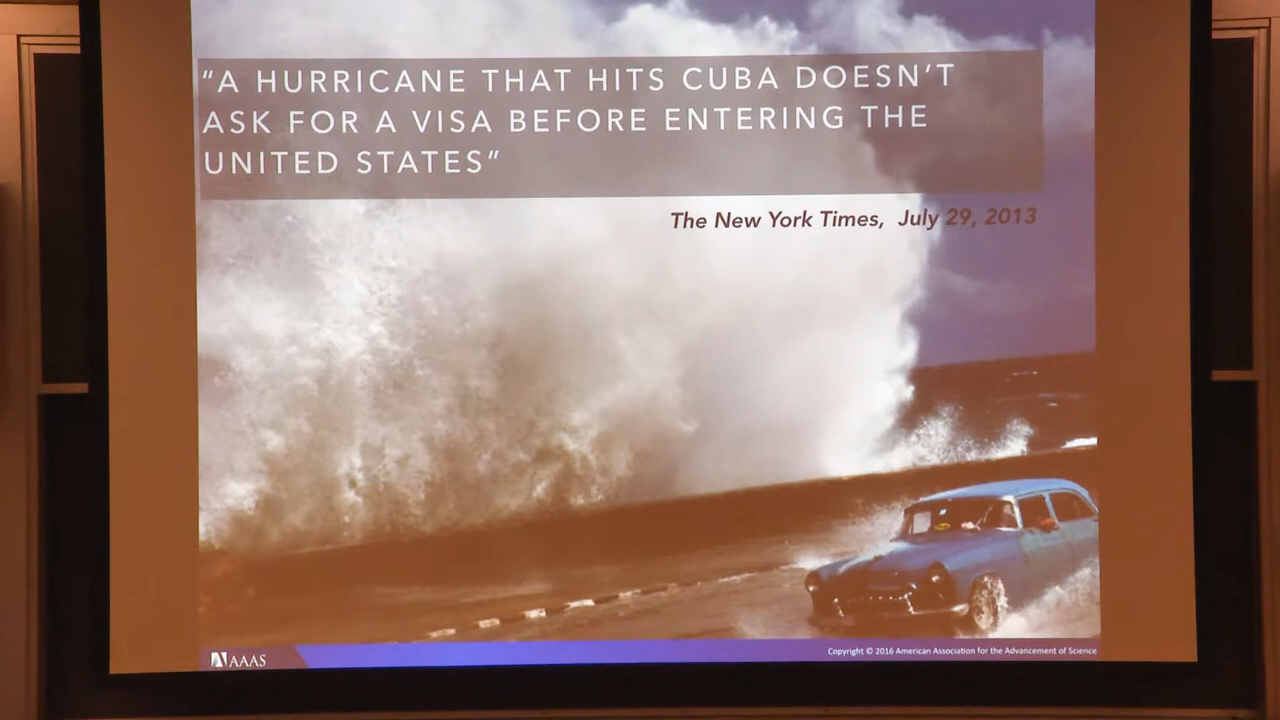 “A HURRICANE THAT HITS CUBA DOESN’T
ASK FOR A VISA BEFORE ENTERING THE
UNITED STATES”
The New York Times, July 29, 2013
AAAS
Copyright © 2016 American Association for the Advancement of Science